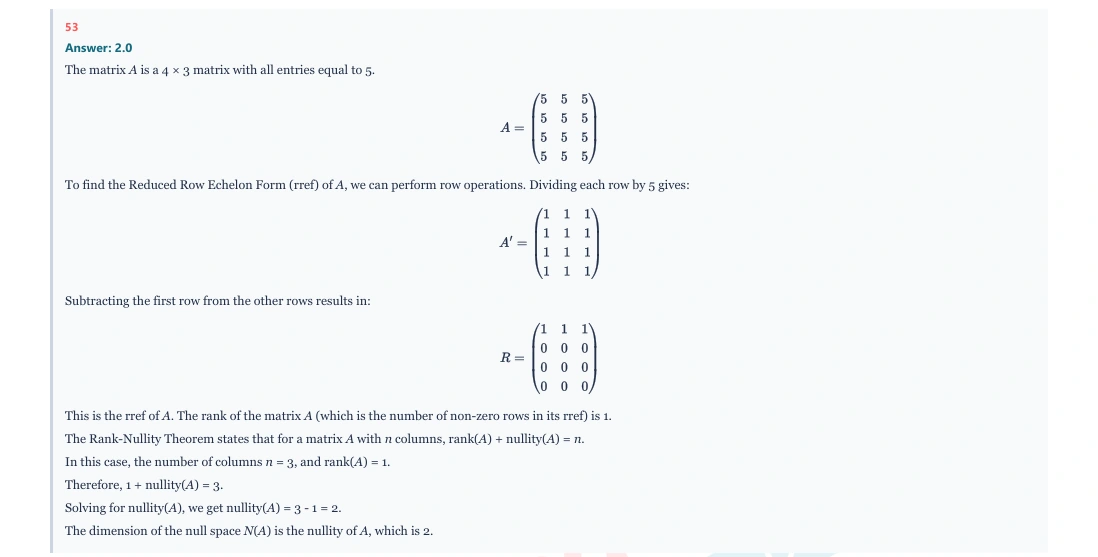 53
Answer: 2.0
The matrix A is a 4 × 3 matrix with all entries equal to 5.
A = (5 5 5
5 5 5
5 5 5
5 5 5)
To find the Reduced Row Echelon Form (rref) of A, we can perform row operations. Dividing each row by 5 gives:
A′ = (1 1 1
1 1 1
1 1 1
1 1 1)
Subtracting the first row from the other rows results in:
R = (1 1 1
0 0 0
0 0 0
0 0 0)
This is the rref of A. The rank of the matrix A (which is the number of non-zero rows in its rref) is 1.
The Rank-Nullity Theorem states that for a matrix A with n columns, rank(A) + nullity(A) = n.
In this case, the number of columns n = 3, and rank(A) = 1.
Therefore, 1 + nullity(A) = 3.
Solving for nullity(A), we get nullity(A) = 3 - 1 = 2.
The dimension of the null space N(A) is the nullity of A, which is 2.